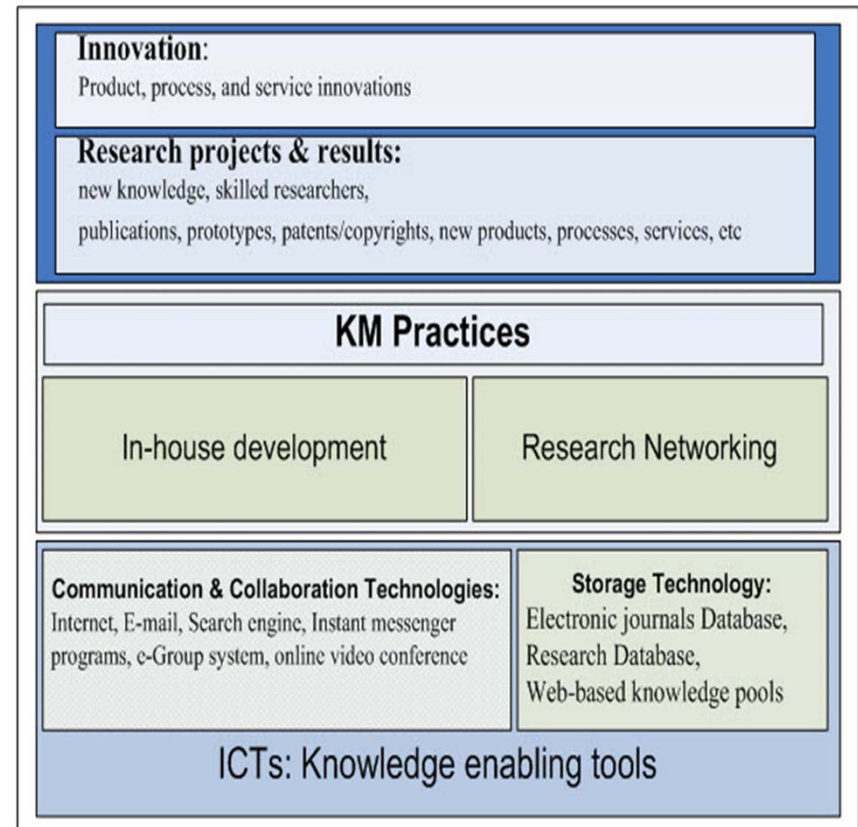 Innovation:
Product, process, and service innovations
Research projects & results:
new knowledge, skilled researchers,
publications, prototypes, patents/copyrights, new products, processes, services, etc
KM Practices
In-house development
Research Networking
Communication & Collaboration Technologies:
Internet, E-mail, Search engine, Instant messenger
programs, e-Group system, online video conference
Storage Technology:
Electronic journals Database,
Research Database,
Web-based knowledge pools
ICTs: Knowledge enabling tools